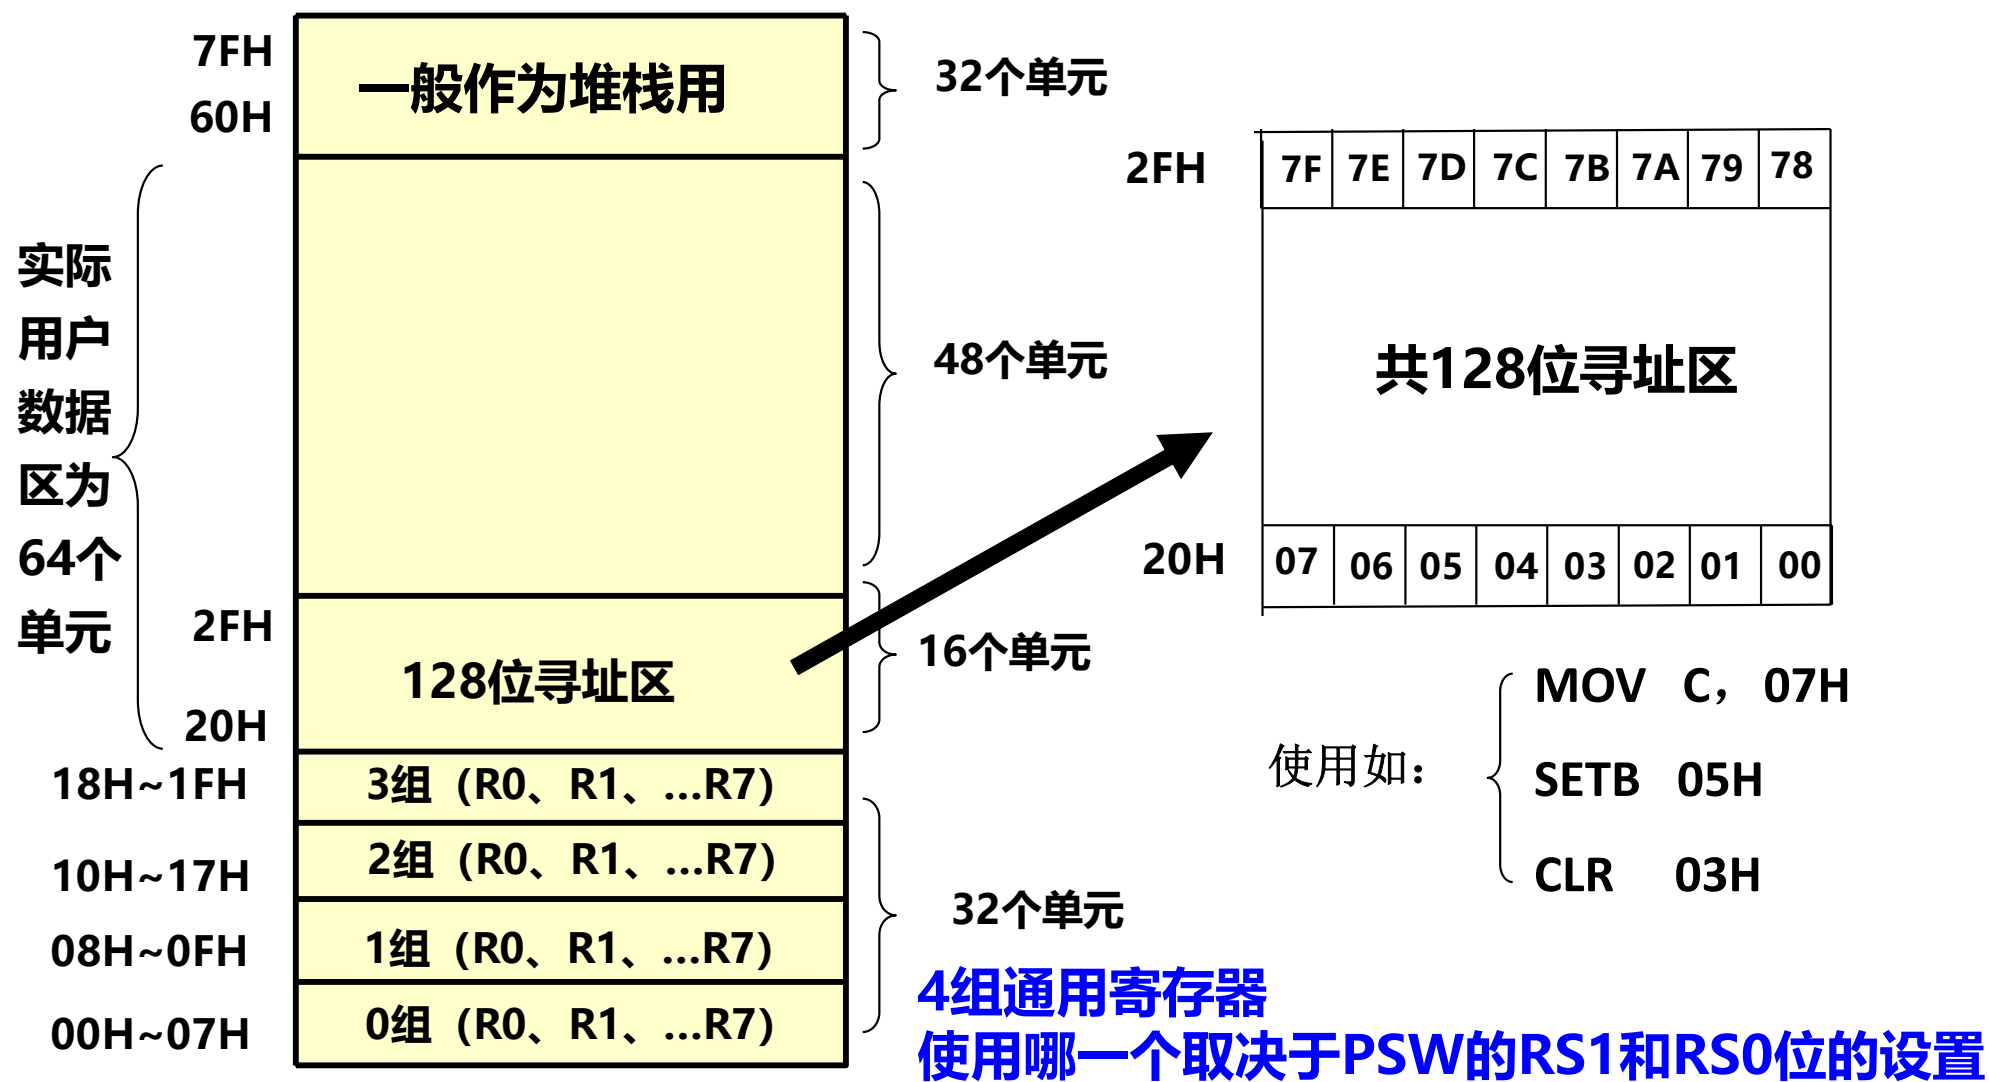 7FH
60H
一般作为堆栈用
32个单元
实际
用户
数据
区为
64个
单元
48个单元
2FH
20H
128位寻址区
16个单元
18H~1FH
3组（R0、R1、...R7）
10H~17H
2组（R0、R1、...R7）
08H~0FH
1组（R0、R1、...R7）
00H~07H
0组（R0、R1、...R7）
32个单元
4组通用寄存器
使用哪一个取决于PSW的RS1和RS0位的设置
2FH
7F 7E 7D 7C 7B 7A 79 78
共128位寻址区
20H
07 06 05 04 03 02 01 00
使用如：
MOV C，07H
SETB 05H
CLR 03H